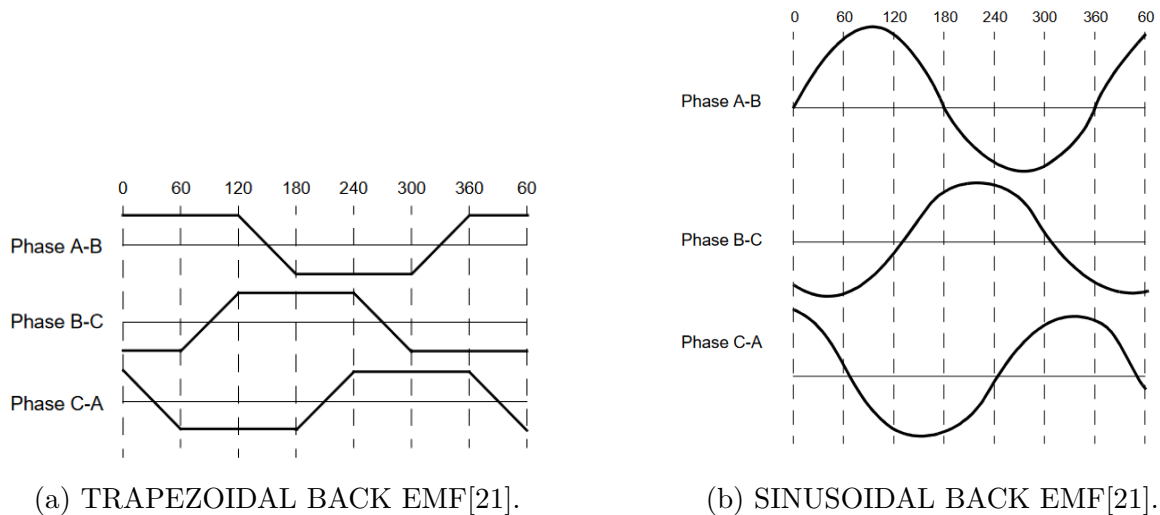 0 60 120 180 240 300 360 60
Phase A-B
Phase B-C
Phase C-A
(a) TRAPEZOIDAL BACK EMF[21].
0 60 120 180 240 300 360 60
Phase A-B
Phase B-C
Phase C-A
(b) SINUSOIDAL BACK EMF[21].